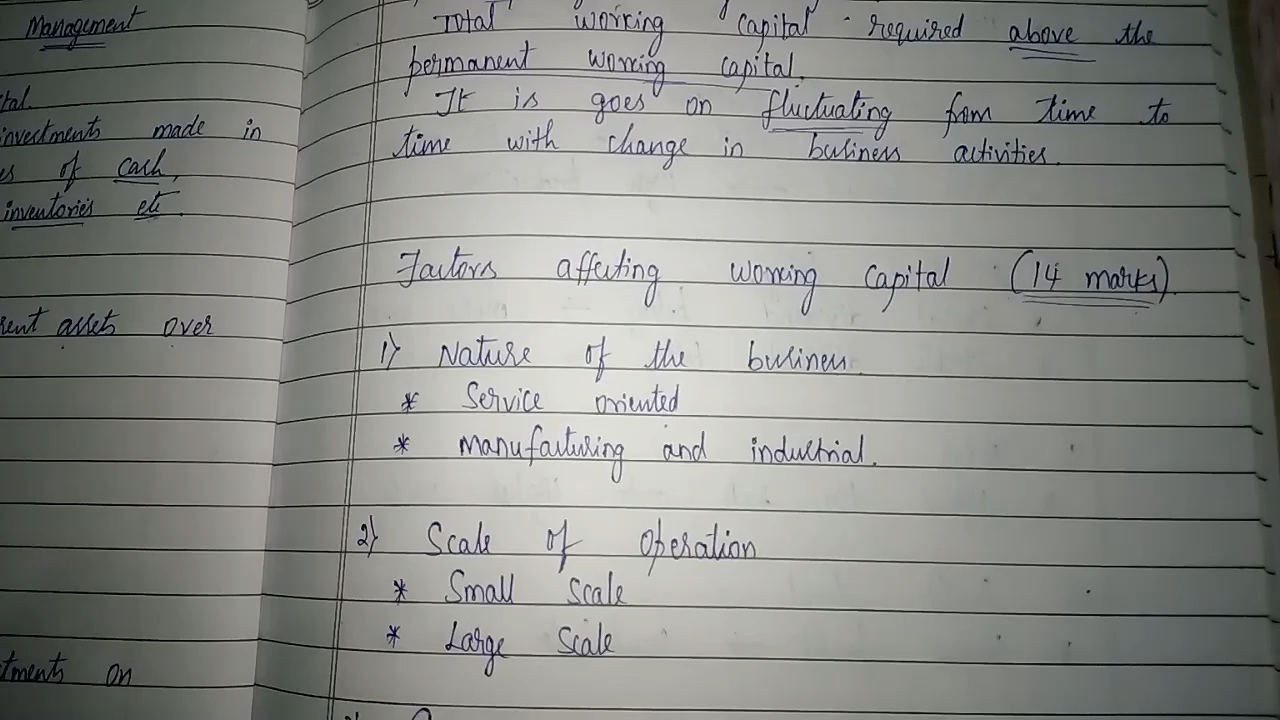 Management
tal.
investments made in
es of cash,
inventories etc
rent assets over
tments on
Total working capital required above the
permanent working capital.
It is goes on fluctuating from time to
time with change in business activities.
Factors affecting working capital (14 marks)
1) Nature of the business
* Service oriented
* Manufacturing and industrial.
2) Scale of operation
* Small scale
* Large scale